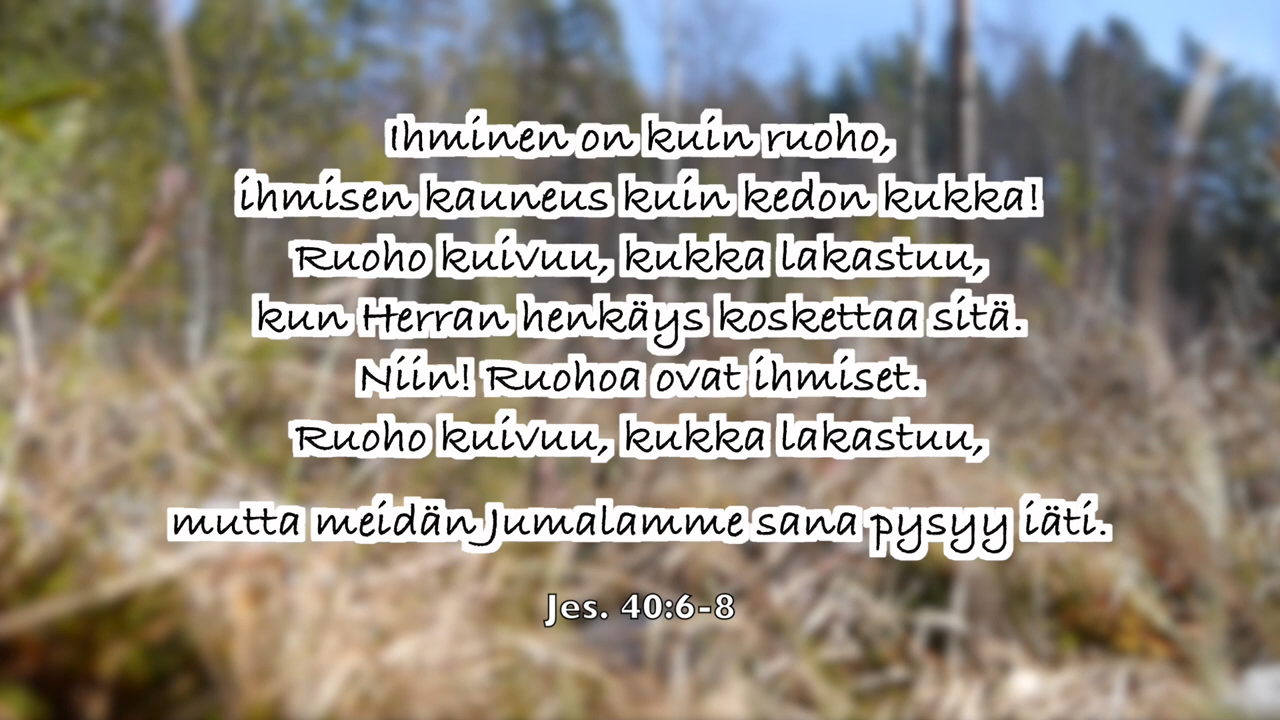 Ihminen on kuin ruoho,
ihmisen kauneus kuin kedon kukka!
Ruoho kuivuu, kukka lakastuu,
kun Herran henkäys koskettaa sitä.
Niin! Ruohoa ovat ihmiset.
Ruoho kuivuu, kukka lakastuu,
mutta meidän Jumalamme sana pysyy iäti.
Jes. 40:6-8